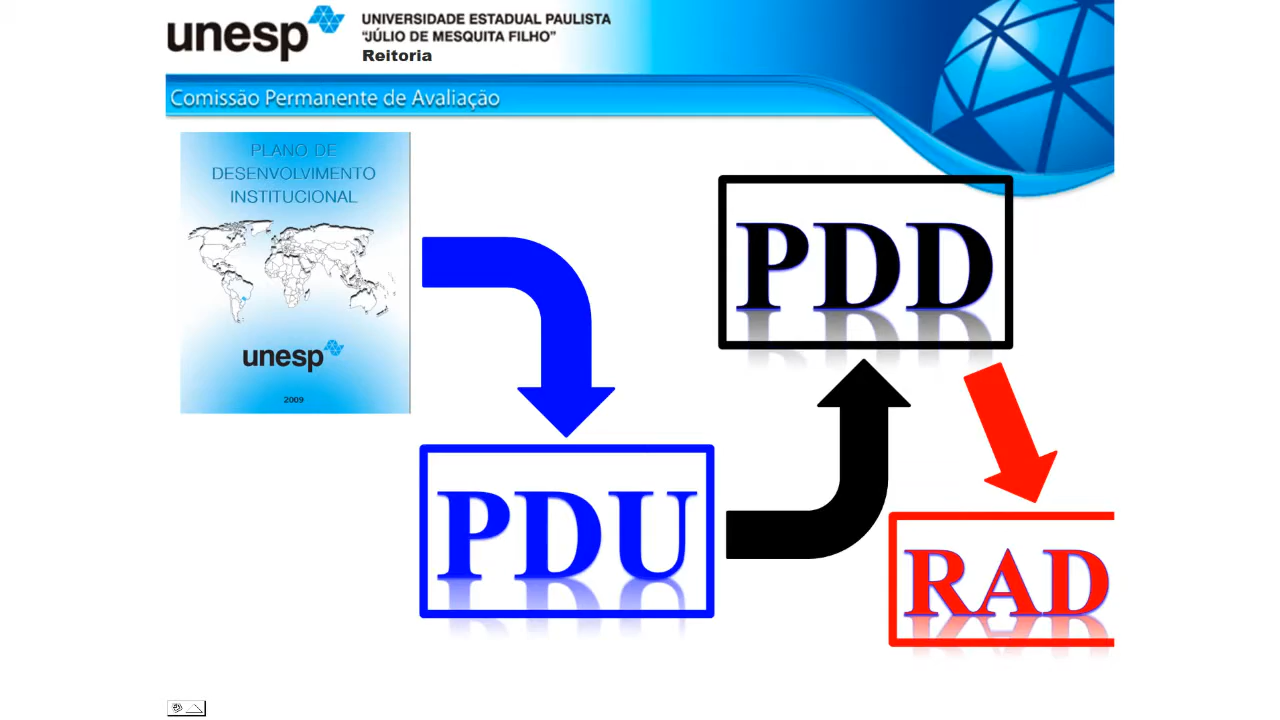 unesp
UNIVERSIDADE ESTADUAL PAULISTA
“JÚLIO DE MESQUITA FILHO”
Reitoria
Comissão Permanente de Avaliação
PLANO DE
DESENVOLVIMENTO
INSTITUCIONAL
unesp
2009
PDD
PDU
RAD